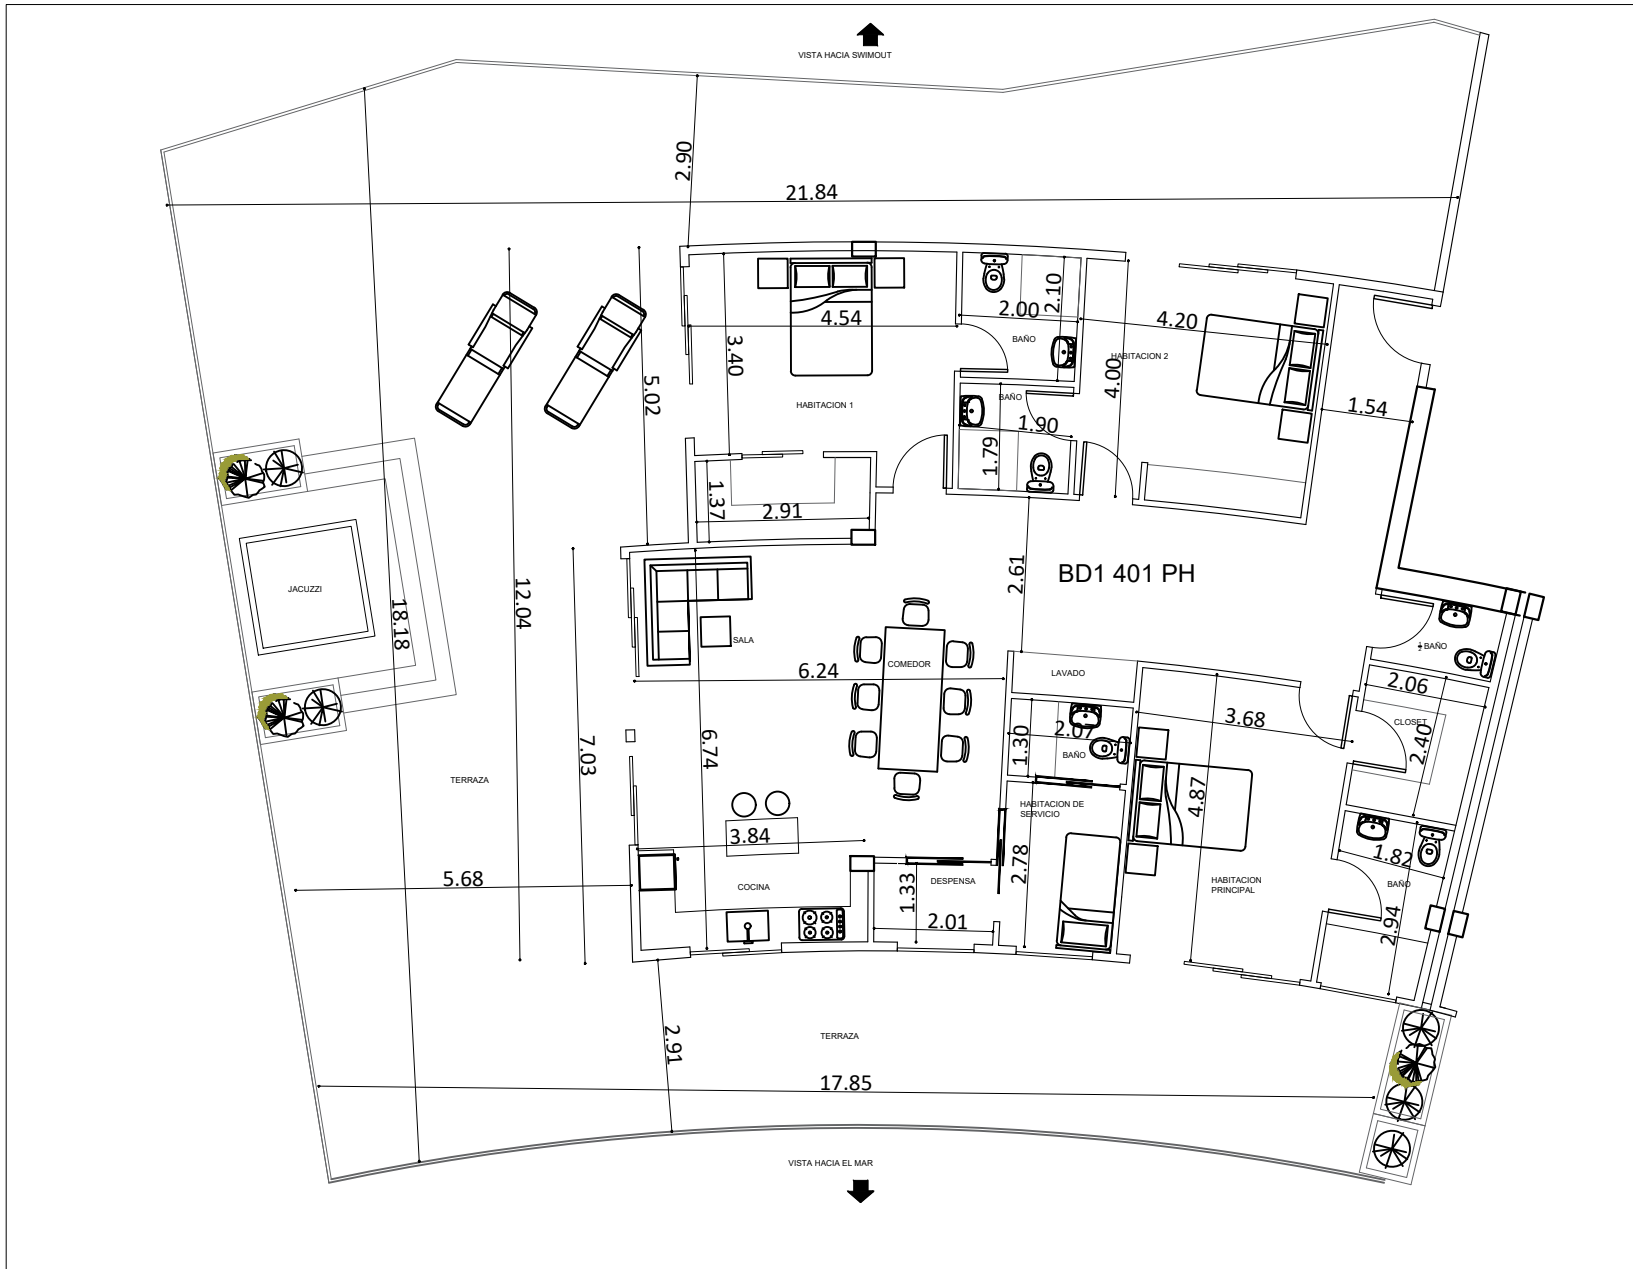 VISTA HACIA SWIMOUT
2.90
21.84
2.10
2.00
4.54
4.20
BAÑO
3.40
HABITACION 2
4.00
5.02
BAÑO
HABITACION 1
1.54
1.90
1.79
1.37
2.91
2.61
BD1 401 PH
JACUZZI
12.04
18.18
SALA
COMEDOR
BAÑO
LAVADO
6.24
2.06
3.68
CLOSET
2.07
1.30
2.40
6.74
7.03
BAÑO
TERRAZA
4.87
HABITACION DE
SERVICIO
3.84
1.82
2.78
5.68
COCINA
DESPENSA
1.33
HABITACION
PRINCIPAL
BAÑO
2.01
2.94
2.91
TERRAZA
17.85
VISTA HACIA EL MAR